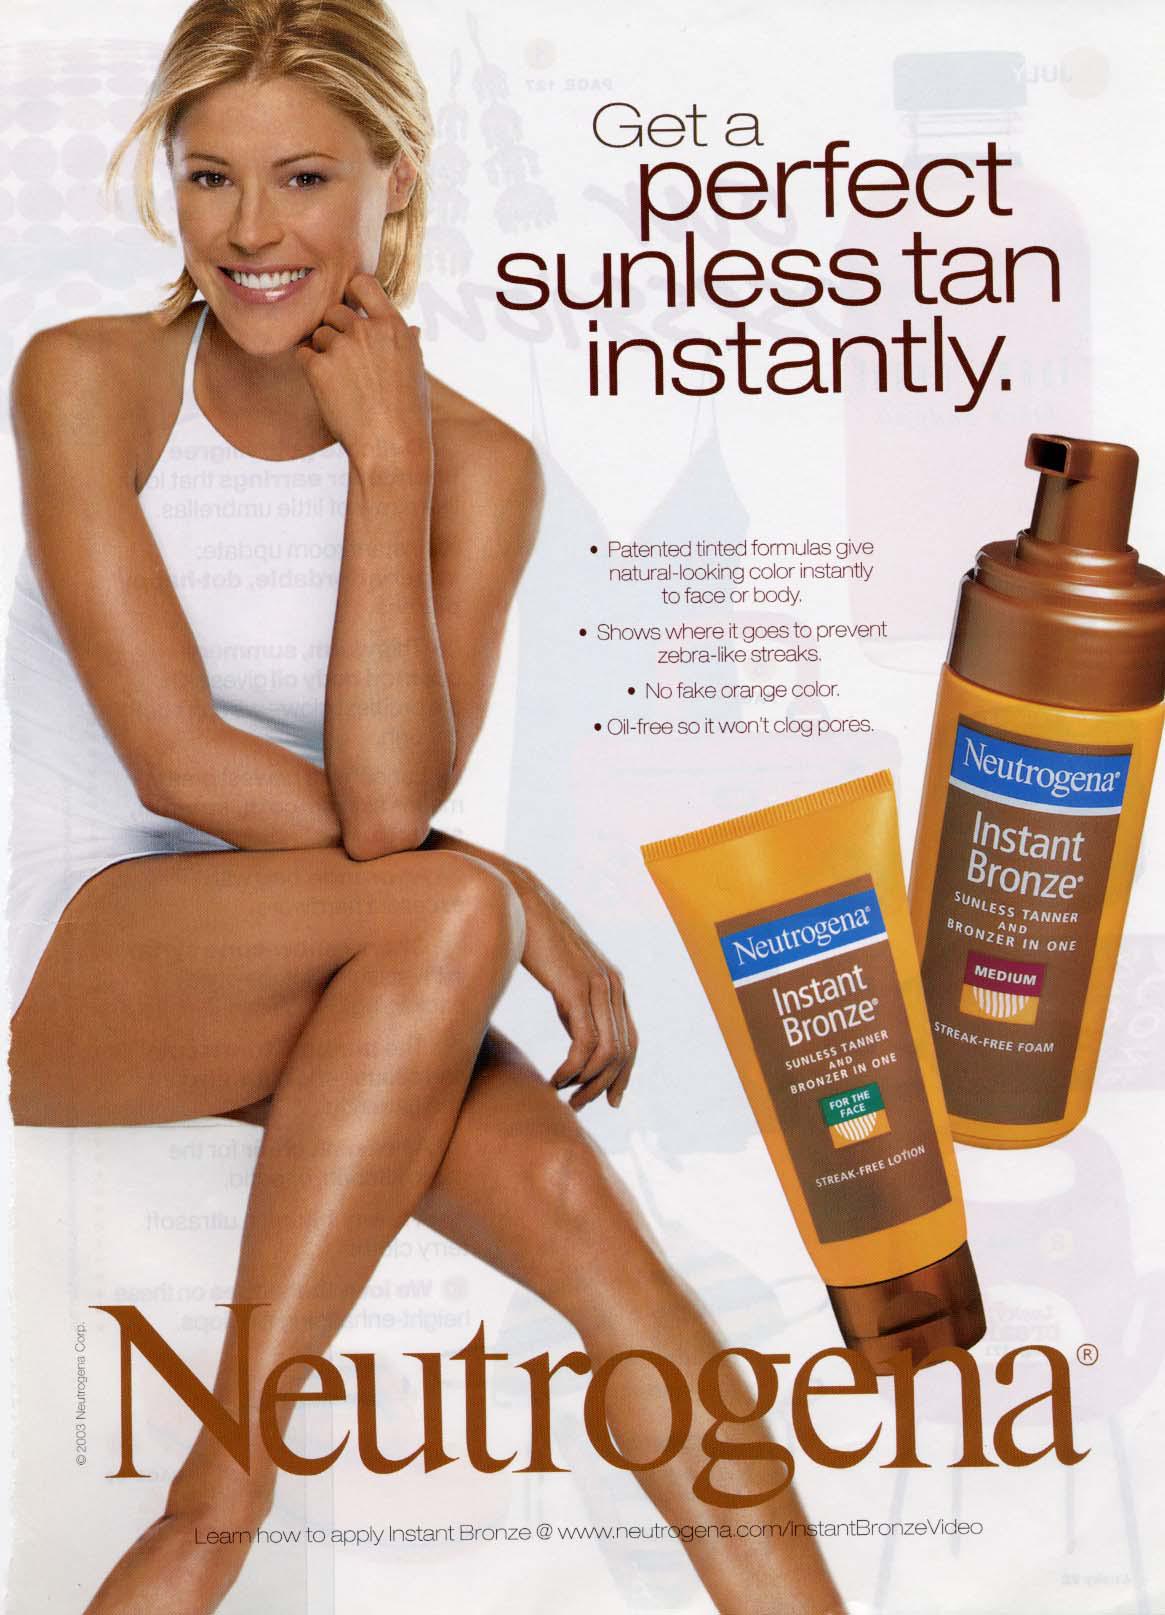 Get a
perfect
sunless tan
instantly.
• Patented tinted formulas give
natural-looking color instantly
to face or body.
• Shows where it goes to prevent
zebra-like streaks.
• No fake orange color.
• Oil-free so it won't clog pores.
Neutrogena®
Instant
Bronze®
SUNLESS TANNER
AND
BRONZER IN ONE
MEDIUM
STREAK-FREE FOAM
Neutrogena®
Instant
Bronze®
SUNLESS TANNER
AND
BRONZER IN ONE
FOR THE
FACE
STREAK-FREE LOTION
© 2003 Neutrogena Corp.
Neutrogena®
Learn how to apply Instant Bronze @ www.neutrogena.com/InstantBronzeVideo
JULY
PAGE 127